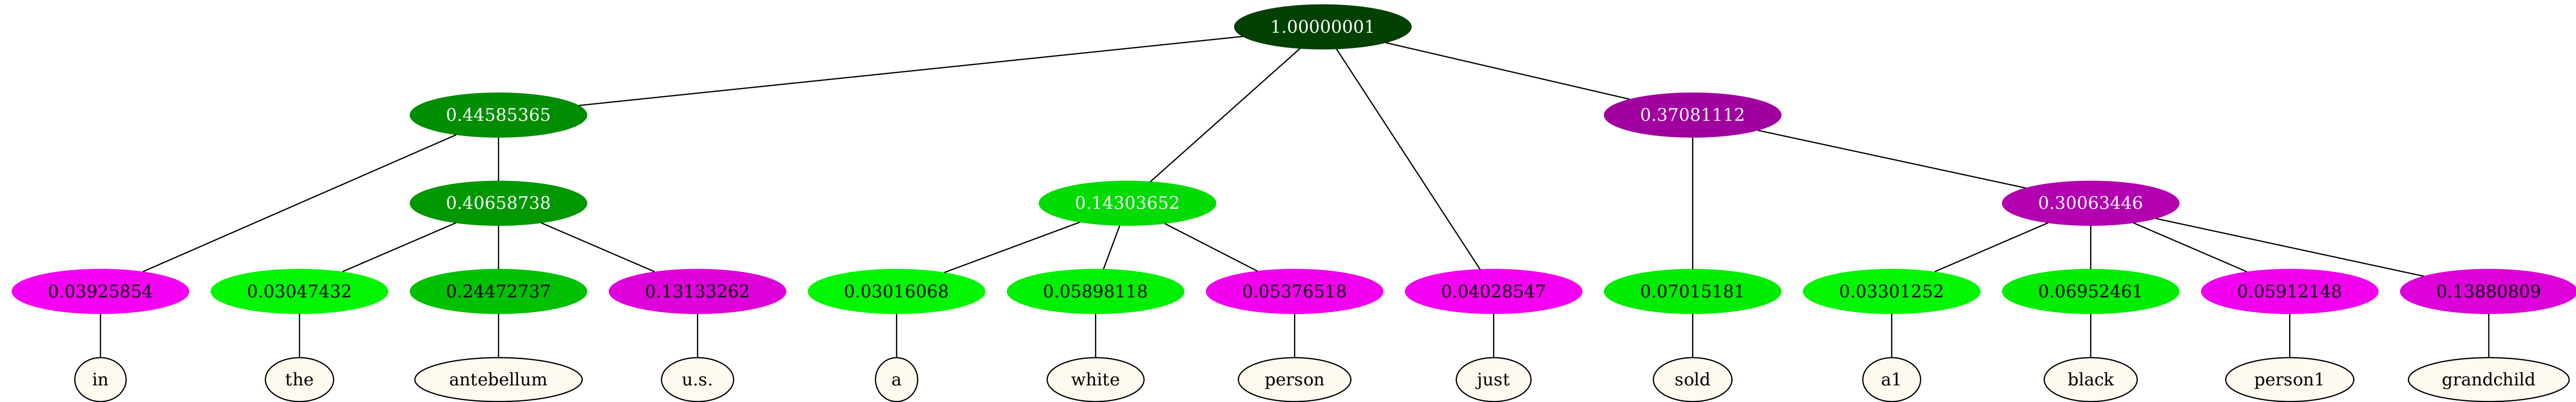 1.00000001
0.44585365 0.37081112
0.40658738 0.14303652 0.30063446
0.03925854 0.03047432 0.24472737 0.13133262 0.03016068 0.05898118 0.05376518 0.04028547 0.07015181 0.03301252 0.06952461 0.05912148 0.13880809
in the antebellum u.s. a white person just sold a1 black person1 grandchild